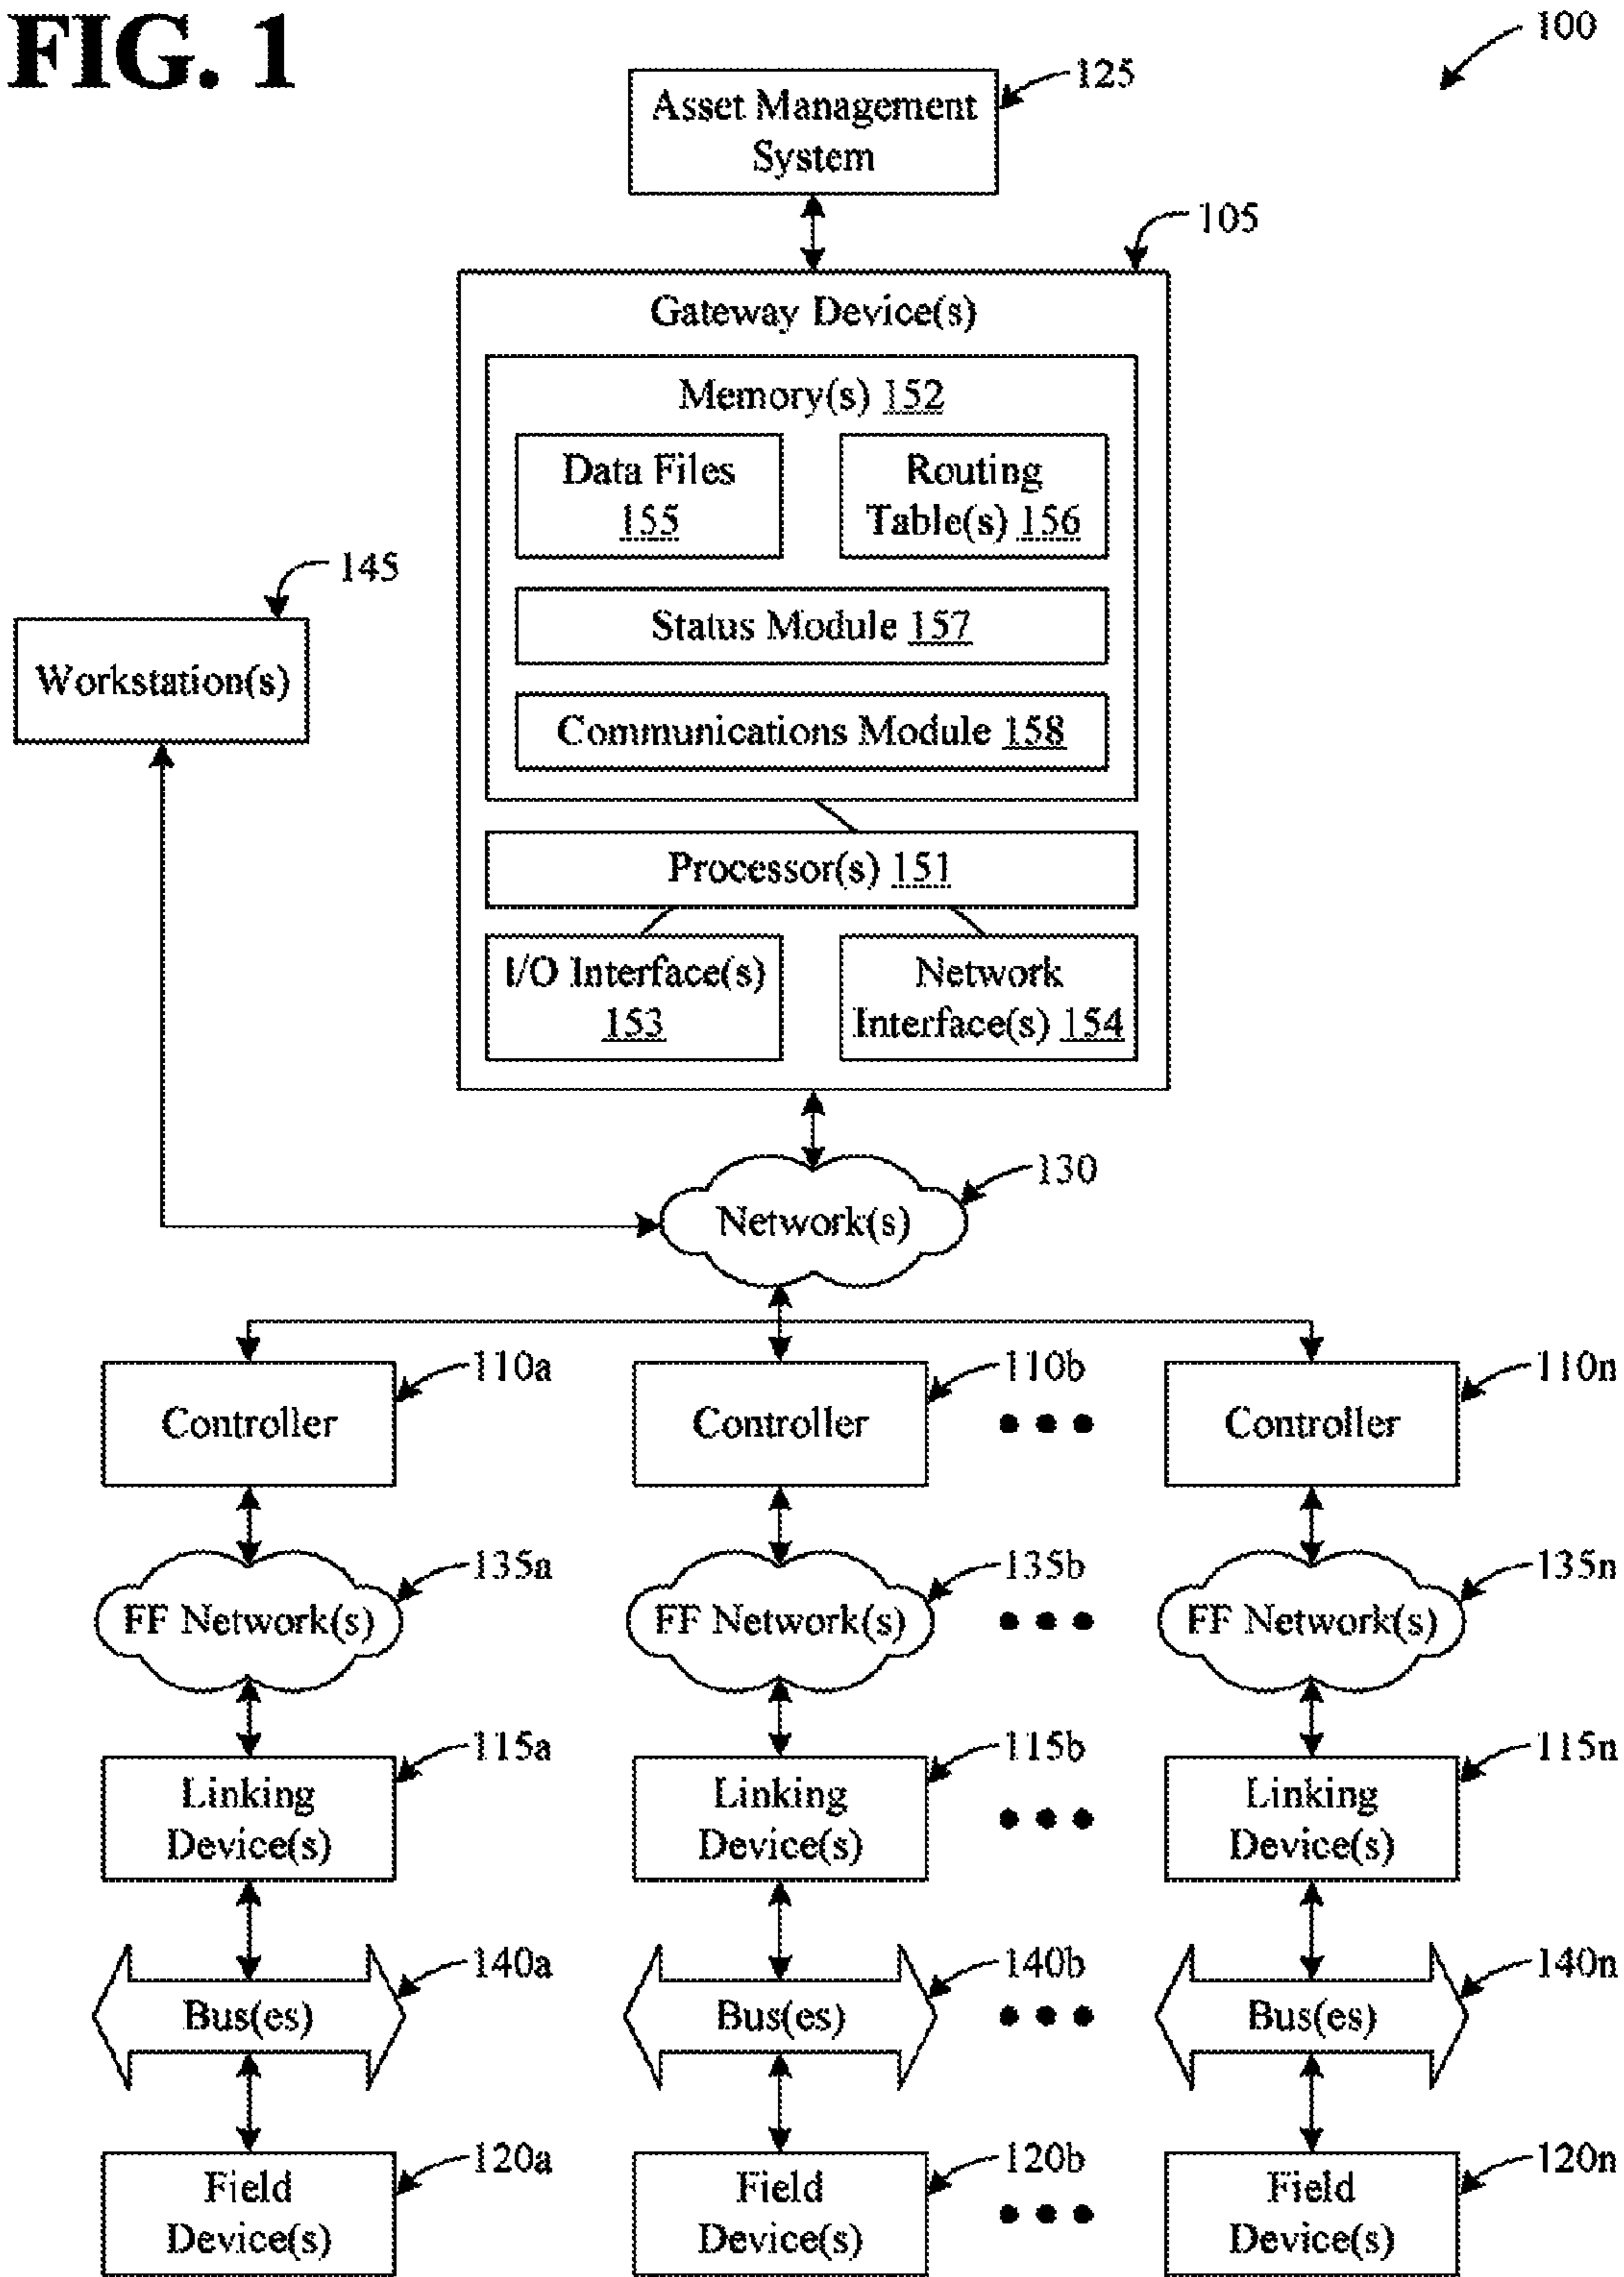 FIG. 1
100
125
Asset Management
System
105
Gateway Device(s)
Memory(s) 152
Data Files
155
Routing
Table(s) 156
Status Module 157
Communications Module 158
145
Workstation(s)
Processor(s) 151
I/O Interface(s)
153
Network
Interface(s) 154
130
Network(s)
110a
110b
110n
Controller
Controller
Controller
135a
135b
135n
FF Network(s)
FF Network(s)
FF Network(s)
115a
115b
115n
Linking
Device(s)
Linking
Device(s)
Linking
Device(s)
140a
140b
140n
Bus(es)
Bus(es)
Bus(es)
120a
120b
120n
Field
Device(s)
Field
Device(s)
Field
Device(s)